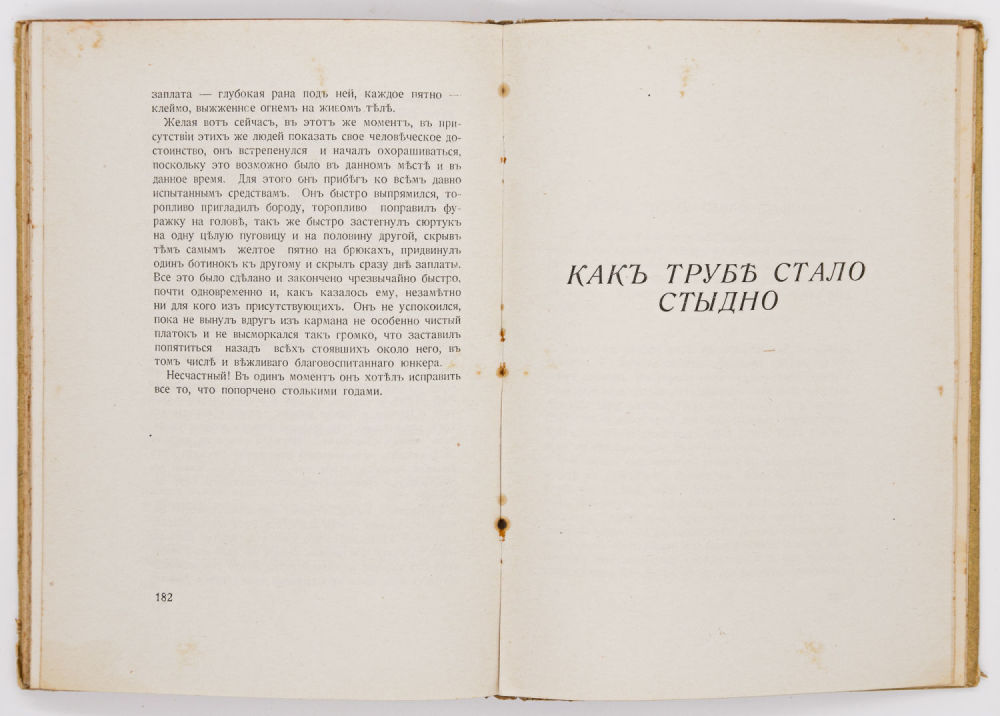 заплата — глубокая рана подъ ней, каждое пятно —
клеймо, выжженное огнемъ на живомъ тѣлѣ.
Желая вотъ сейчасъ, въ этотъ же моментъ, въ при-
сутствіи этихъ же людей показать свое человѣческое до-
стоинство, онъ встрепенулся и началъ охорашиваться,
поскольку это возможно было въ данномъ мѣстѣ и въ
данное время. Для этого онъ прибѣгъ ко всѣмъ давно
испытаннымъ средствамъ. Онъ быстро выпрямился, то-
ропливо пригладилъ бороду, торопливо поправилъ фу-
ражку на головѣ, такъ же быстро застегнулъ сюртукъ
на одну цѣлую пуговицу и на половину другой, скрывъ
тѣмъ самымъ желтое пятно на брюкахъ, придвинулъ
одинъ ботинокъ къ другому и скрылъ сразу двѣ заплаты.
Все это было сдѣлано и закончено чрезвычайно быстро,
почти одновременно и, какъ казалось ему, незамѣтно
ни для кого изъ присутствующихъ. Онъ не успокоился,
пока не вынулъ вдругъ изъ кармана не особенно чистый
платокъ и не высморкался такъ громко, что заставилъ
попятиться назадъ всѣхъ стоявшихъ около него, въ
томъ числѣ и вѣжливаго благовоспитаннаго юнкера.
Несчастный! Въ одинъ моментъ онъ хотѣлъ исправить
все то, что попорчено столькими годами.
182
КАКЪ ТРУБѢ СТАЛО
СТЫДНО